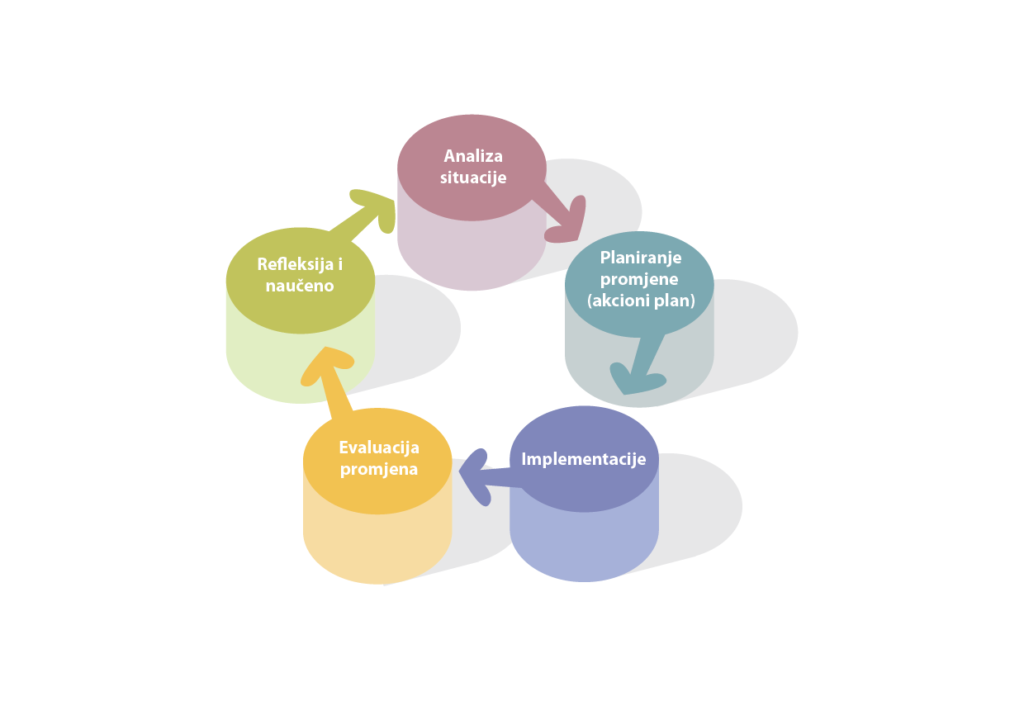 Analiza
situacije
Planiranje
promjene
(akcioni plan)
Implementacije
Evaluacija
promjena
Refleksija i
naučeno